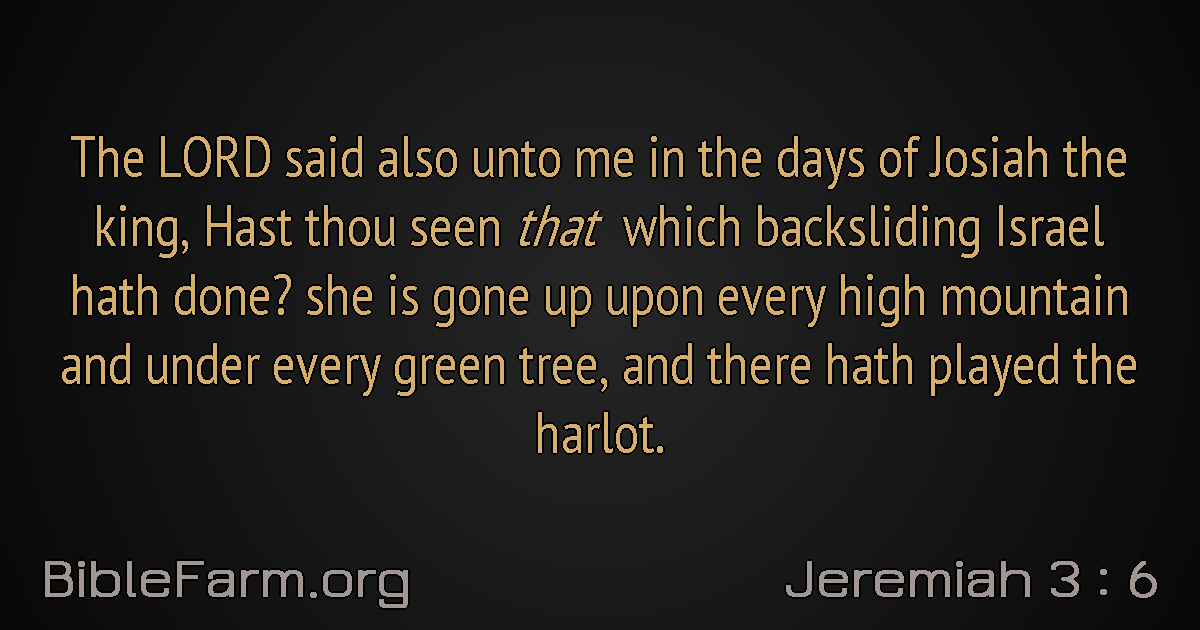 The LORD said also unto me in the days of Josiah the
king, Hast thou seen that which backsliding Israel
hath done? she is gone up upon every high mountain
and under every green tree, and there hath played the
harlot.
BibleFarm.org
Jeremiah 3 : 6